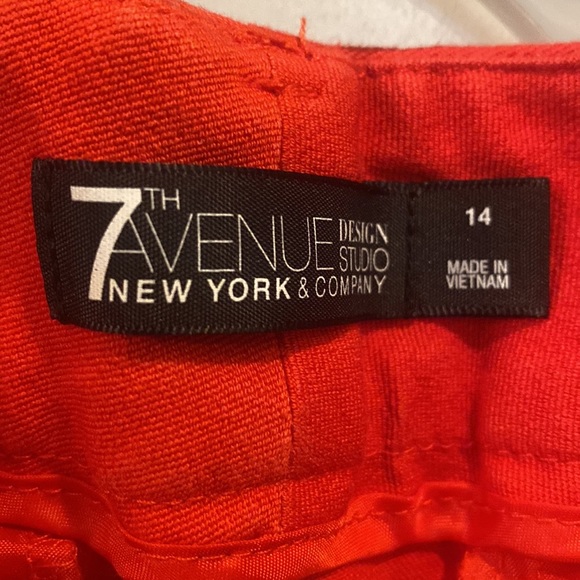 7TH
AVENUE DESIGN STUDIO
NEW YORK & COMPANY
14
MADE IN
VIETNAM